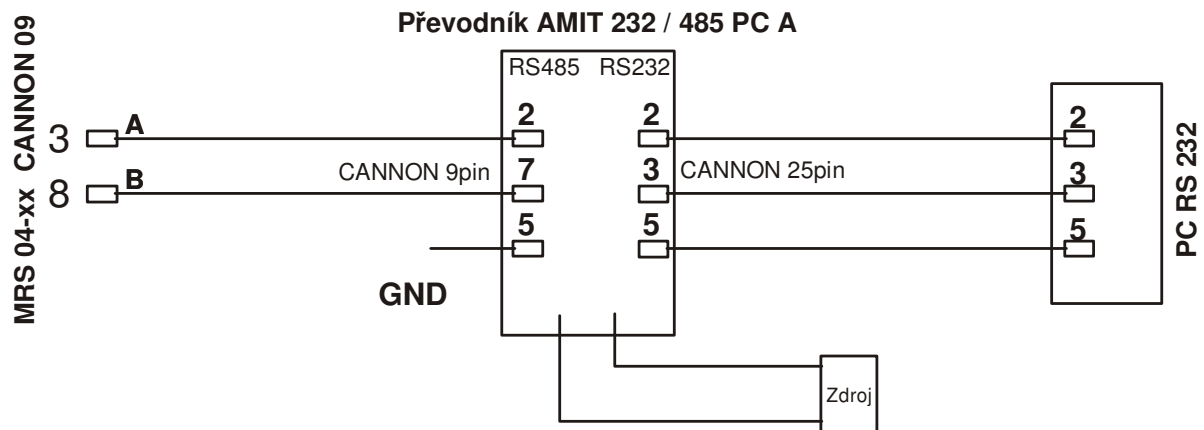 Převodník AMIT 232 / 485 PC A
MRS 04-xx CANNON 09
RS485 RS232
3 A 2 2 2
CANNON 9pin
8 B 7 3 CANNON 25pin 3
5 5 5
GND
PC RS 232
Zdroj